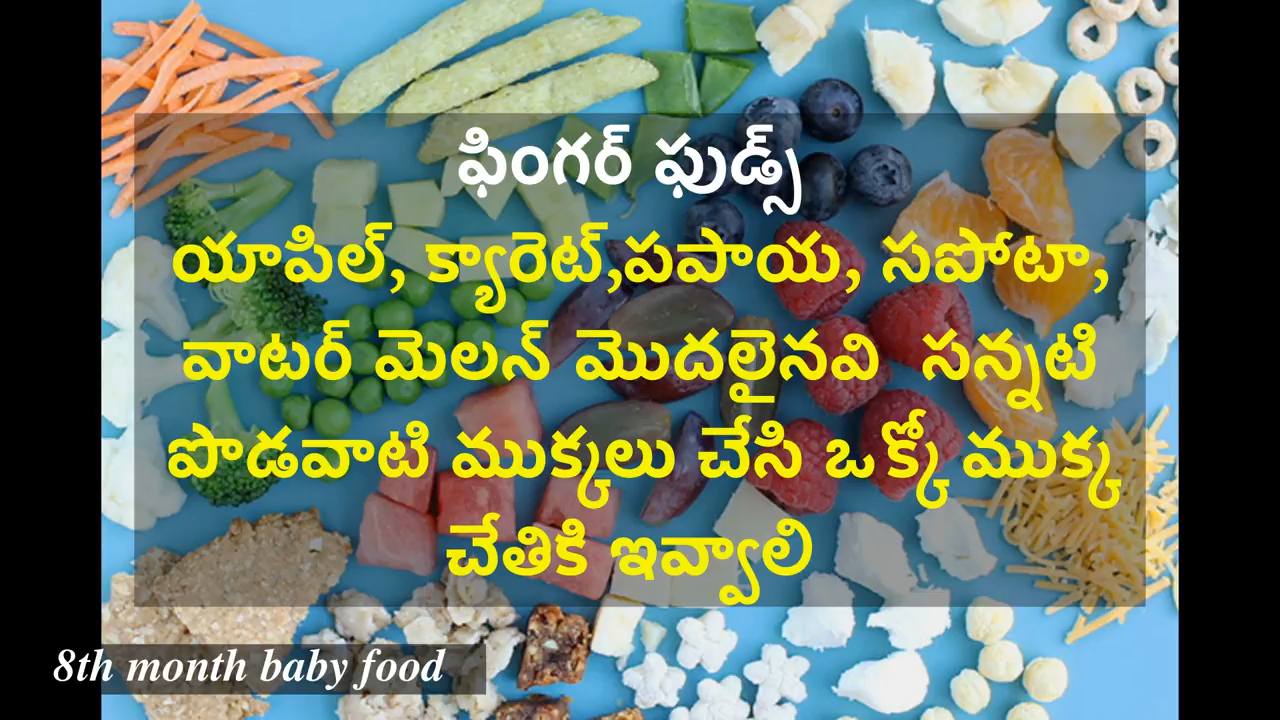 ఫింగర్ ఫుడ్స్
యాపిల్, క్యారెట్,పపాయ, సపోటా,
వాటర్ మెలన్ మొదలైనవి సన్నటి
పొడవాటి ముక్కలు చేసి ఒక్కో ముక్క
చేతికి ఇవ్వాలి
8th month baby food